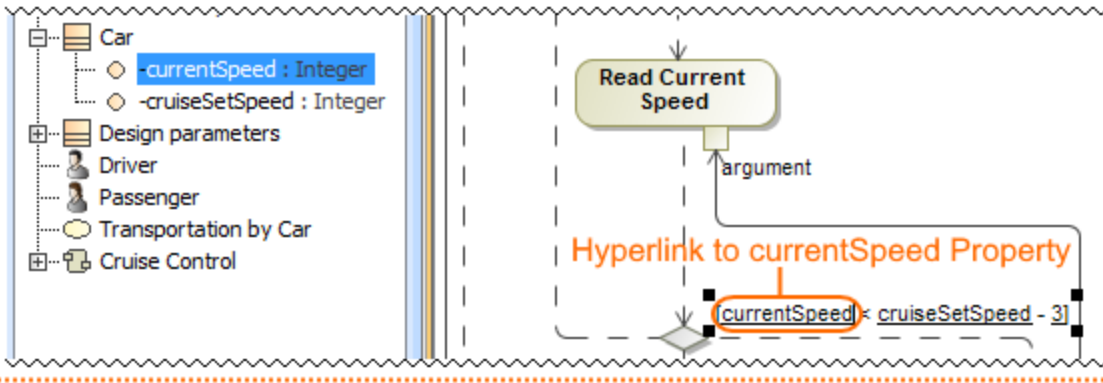 Car
-currentSpeed : Integer
-cruiseSetSpeed : Integer
Design parameters
Driver
Passenger
Transportation by Car
Cruise Control
Read Current
Speed
argument
Hyperlink to currentSpeed Property
[currentSpeed < cruiseSetSpeed - 3]